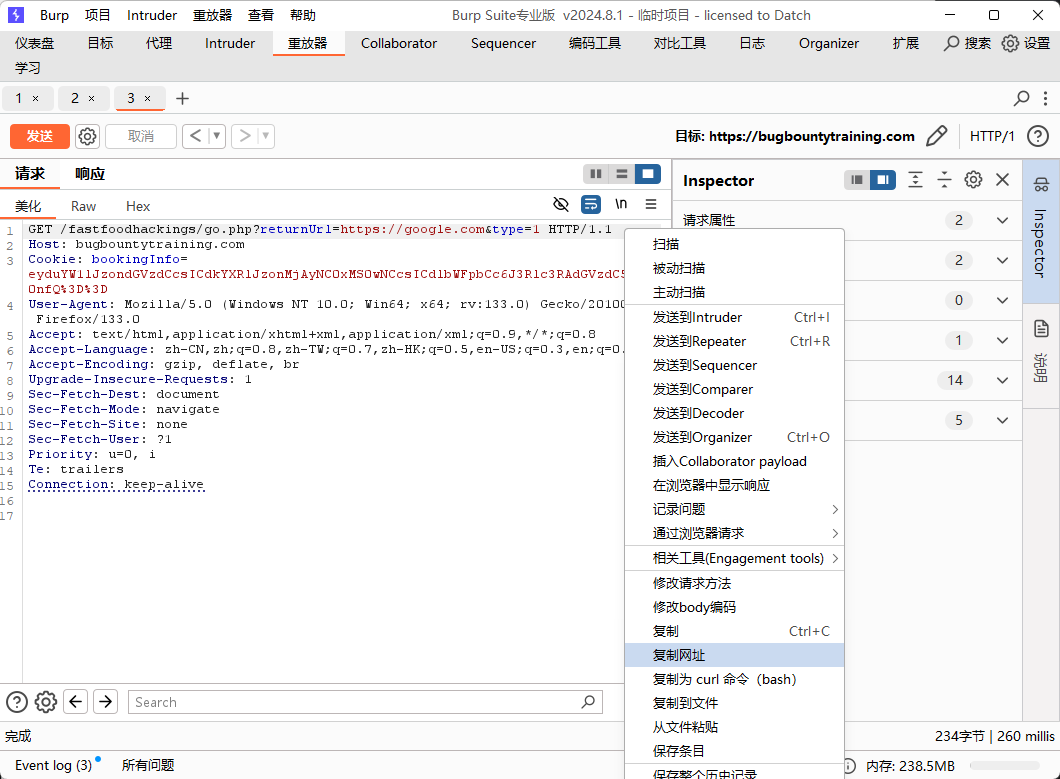 Burp 项目 Intruder 重放器 查看 帮助 Burp Suite专业版 v2024.8.1 - 临时项目 - licensed to Datch
仪表盘 目标 代理 Intruder 重放器 Collaborator Sequencer 编码工具 对比工具 日志 Organizer 扩展 搜索 设置
学习
1 × 2 × 3 × +
发送 取消 < > 目标: https://bugbountytraining.com HTTP/1 ?
请求 响应
美化 Raw Hex \n
1 GET /fastfoodhackings/go.php?returnUrl=https://google.com&type=1 HTTP/1.1
2 Host: bugbountytraining.com
3 Cookie: bookingInfo=
4 User-Agent: Mozilla/5.0 (Windows NT 10.0; Win64; x64; rv:133.0) Gecko/20100
Firefox/133.0
5 Accept: text/html,application/xhtml+xml,application/xml;q=0.9,*/*;q=0.8
6 Accept-Language: zh-CN,zh;q=0.8,zh-TW;q=0.7,zh-HK;q=0.5,en-US;q=0.3,en;q=0.
7 Accept-Encoding: gzip, deflate, br
8 Upgrade-Insecure-Requests: 1
9 Sec-Fetch-Dest: document
10 Sec-Fetch-Mode: navigate
11 Sec-Fetch-Site: none
12 Sec-Fetch-User: ?1
13 Priority: u=0, i
14 Te: trailers
15 Connection: keep-alive
16
17
扫描
被动扫描
主动扫描
发送到Intruder Ctrl+I
发送到Repeater Ctrl+R
发送到Sequencer
发送到Comparer
发送到Decoder
发送到Organizer Ctrl+O
插入Collaborator payload
在浏览器中显示响应
记录问题
通过浏览器请求
相关工具(Engagement tools)
修改请求方法
修改body编码
复制 Ctrl+C
复制网址
复制为 curl 命令（bash）
复制到文件
从文件粘贴
保存条目
保存整个历史记录
Inspector
请求属性 2
2
0
1
14
5
Inspector
说明
? Search
完成 234字节 | 260 millis
Event log (3) 所有问题 内存: 238.5MB